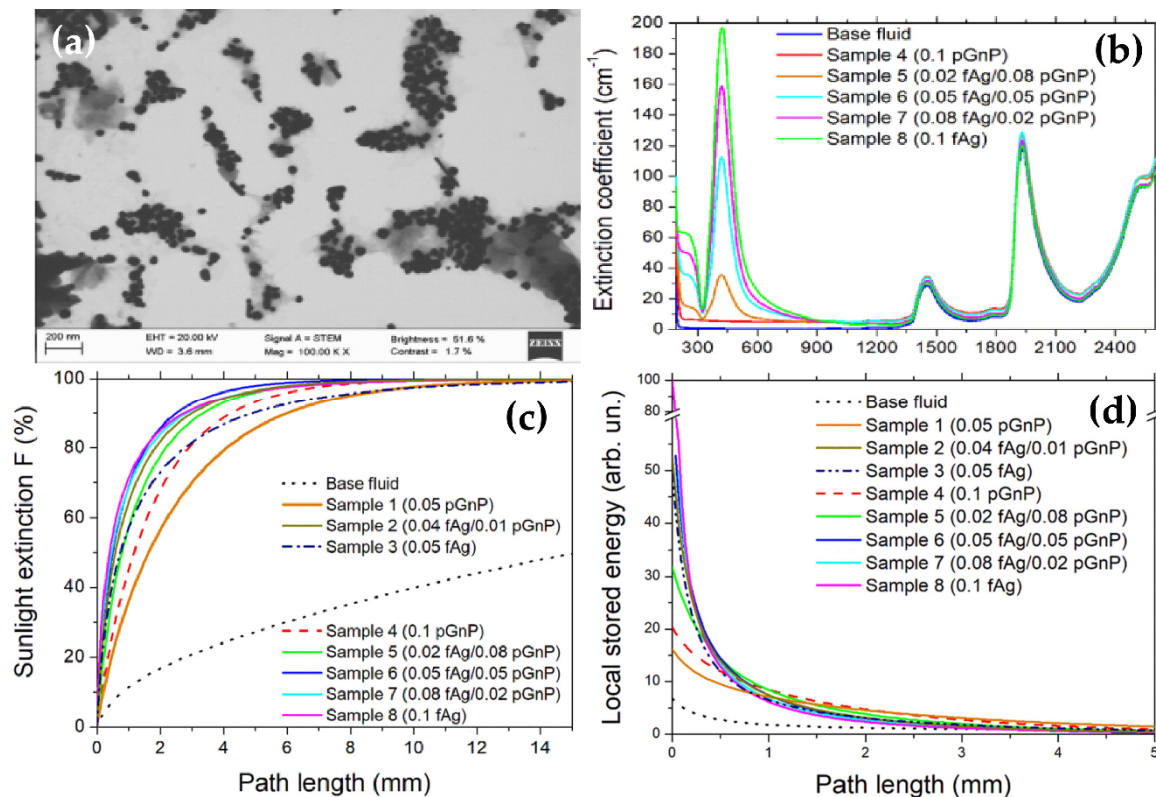 (a)
200 nm
EHT = 20.00 kV
WD = 3.6 mm
Signal A = STEM
Mag = 100.00 K X
Brightness = 51.6 %
Contrast = 1.7 %
ZEISS
(b)
Extinction coefficient (cm⁻¹)
200
180
160
140
120
100
80
60
40
20
0
Base fluid
Sample 4 (0.1 pGnP)
Sample 5 (0.02 fAg/0.08 pGnP)
Sample 6 (0.05 fAg/0.05 pGnP)
Sample 7 (0.08 fAg/0.02 pGnP)
Sample 8 (0.1 fAg)
300 600 900 1200 1500 1800 2100 2400
(c)
Sunlight extinction F (%)
100
80
60
40
20
0
Base fluid
Sample 1 (0.05 pGnP)
Sample 2 (0.04 fAg/0.01 pGnP)
Sample 3 (0.05 fAg)
Sample 4 (0.1 pGnP)
Sample 5 (0.02 fAg/0.08 pGnP)
Sample 6 (0.05 fAg/0.05 pGnP)
Sample 7 (0.08 fAg/0.02 pGnP)
Sample 8 (0.1 fAg)
0 2 4 6 8 10 12 14
Path length (mm)
(d)
Local stored energy (arb. un.)
100
80
50
40
30
20
10
0
Base fluid
Sample 1 (0.05 pGnP)
Sample 2 (0.04 fAg/0.01 pGnP)
Sample 3 (0.05 fAg)
Sample 4 (0.1 pGnP)
Sample 5 (0.02 fAg/0.08 pGnP)
Sample 6 (0.05 fAg/0.05 pGnP)
Sample 7 (0.08 fAg/0.02 pGnP)
Sample 8 (0.1 fAg)
0 1 2 3 4 5
Path length (mm)